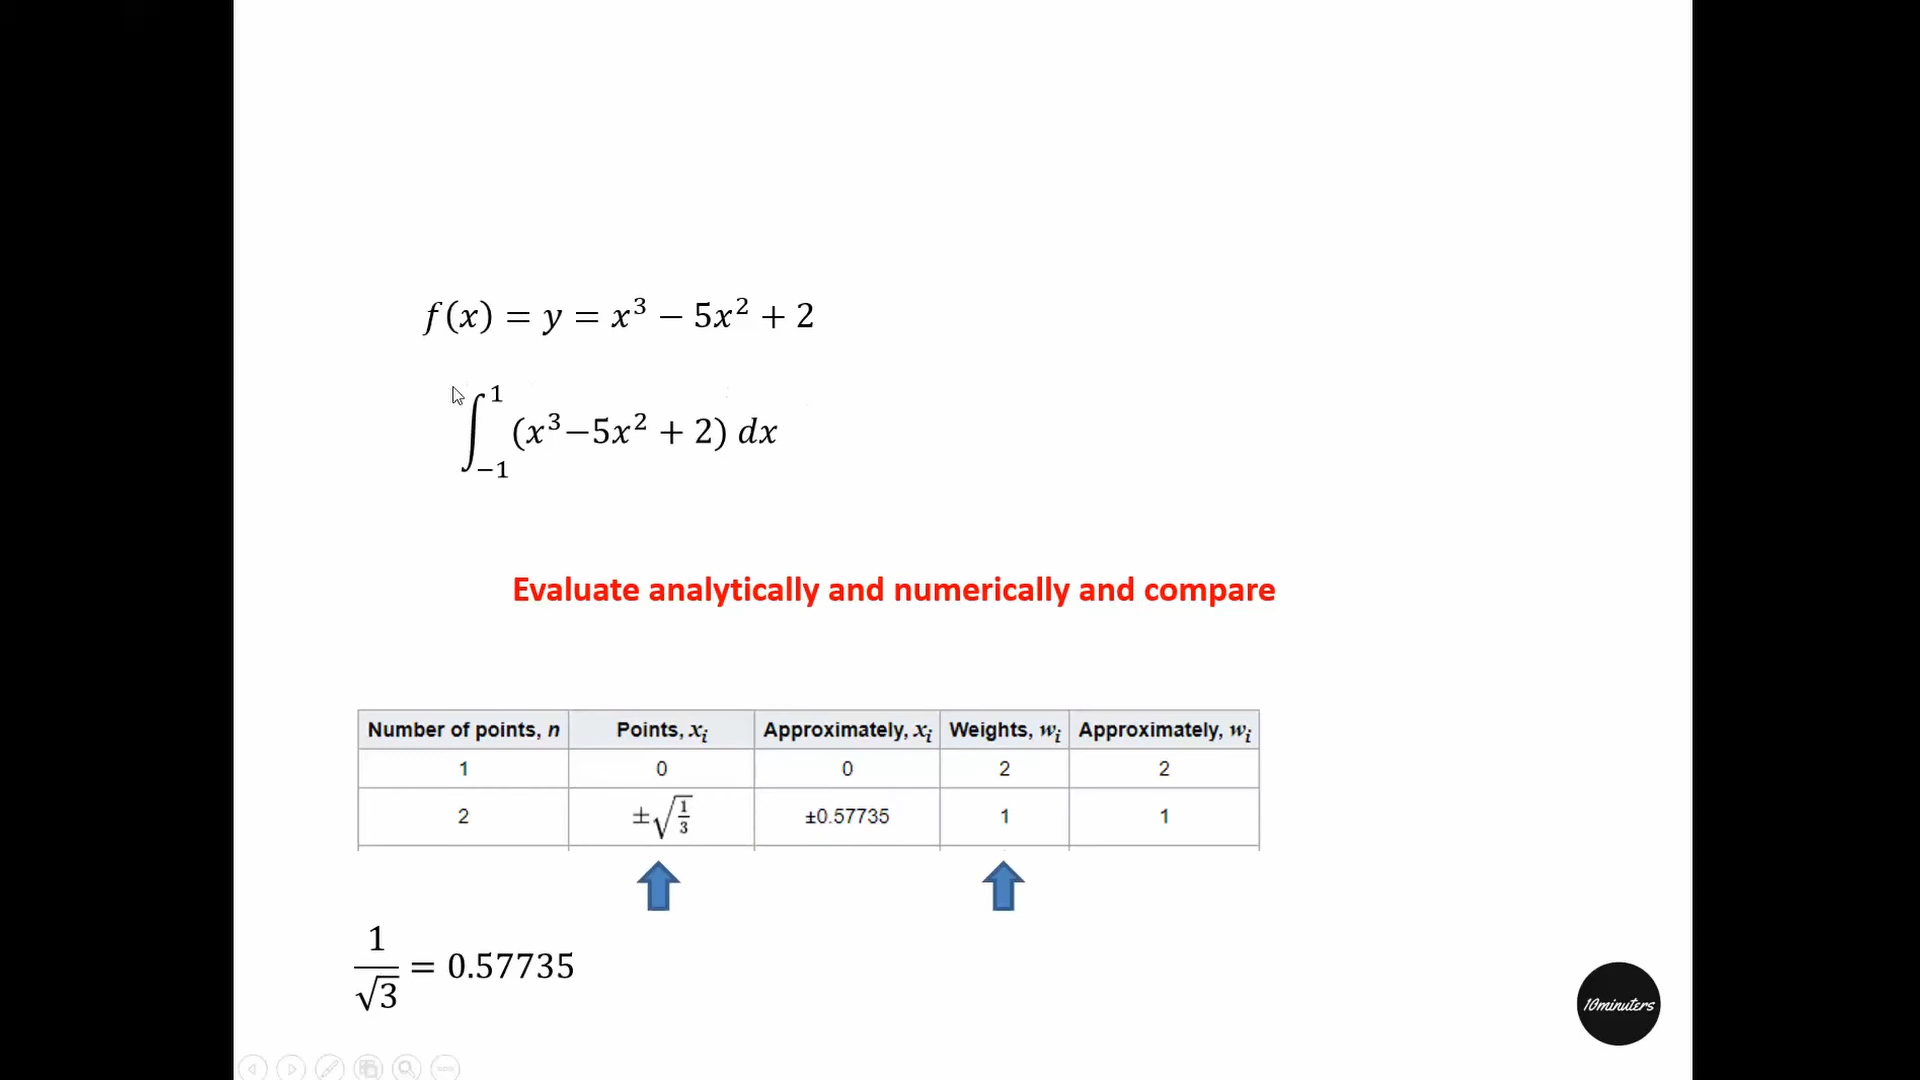 f(x) = y = x³ − 5x² + 2
∫₋₁¹ (x³−5x² + 2) dx
Evaluate analytically and numerically and compare
Number of points, n Points, xᵢ Approximately, xᵢ Weights, wᵢ Approximately, wᵢ
1 0 0 2 2
2 ±√(1/3) ±0.57735 1 1
1/√3 = 0.57735
10minuters